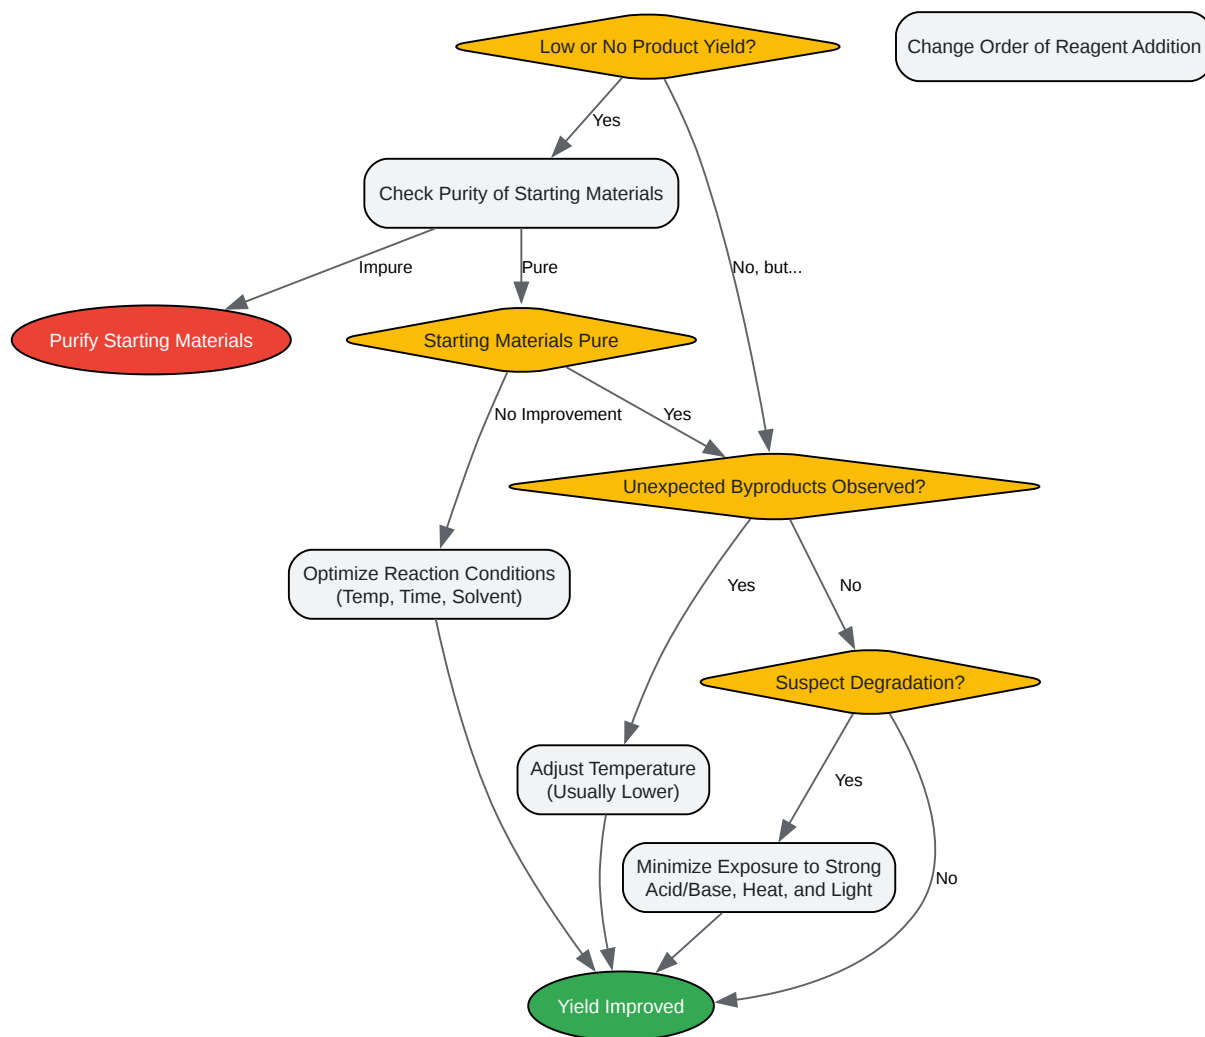 Low or No Product Yield?
Change Order of Reagent Addition
Yes
Check Purity of Starting Materials
Impure
Pure
No, but...
Purify Starting Materials
Starting Materials Pure
No Improvement
Yes
Unexpected Byproducts Observed?
Optimize Reaction Conditions
(Temp, Time, Solvent)
Yes
No
Suspect Degradation?
Adjust Temperature
(Usually Lower)
Yes
Minimize Exposure to Strong
Acid/Base, Heat, and Light
No
Yield Improved